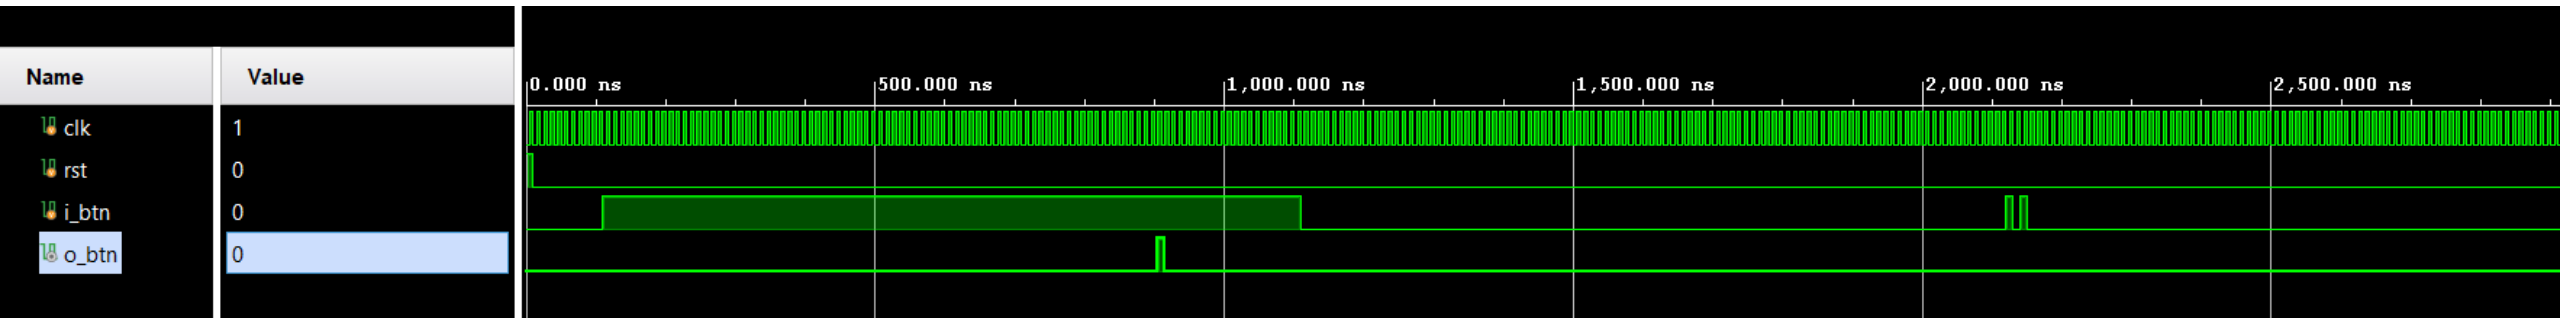 Name Value
0.000 ns 500.000 ns 1,000.000 ns 1,500.000 ns 2,000.000 ns 2,500.000 ns
clk 1
rst 0
i_btn 0
o_btn 0